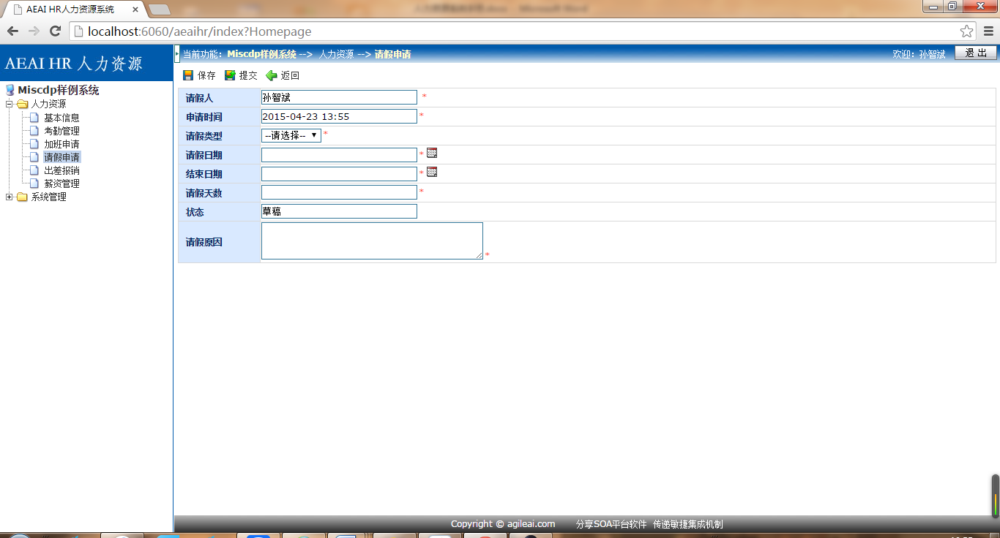 AEAI HR人力资源系统
localhost:6060/aeaihr/index?Homepage
AEAI HR 人力资源
当前功能: Miscdp样例系统 --> 人力资源 --> 请假申请
欢迎: 孙智斌
退 出
Miscdp样例系统
人力资源
基本信息
考勤管理
加班申请
请假申请
出差报销
薪资管理
系统管理
保存 提交 返回
请假人 孙智斌 *
申请时间 2015-04-23 13:55 *
请假类型 --请选择-- *
请假日期 *
结束日期 *
请假天数 *
状态 草稿
请假原因 *
Copyright © agileai.com 分享SOA平台软件 传递敏捷集成机制